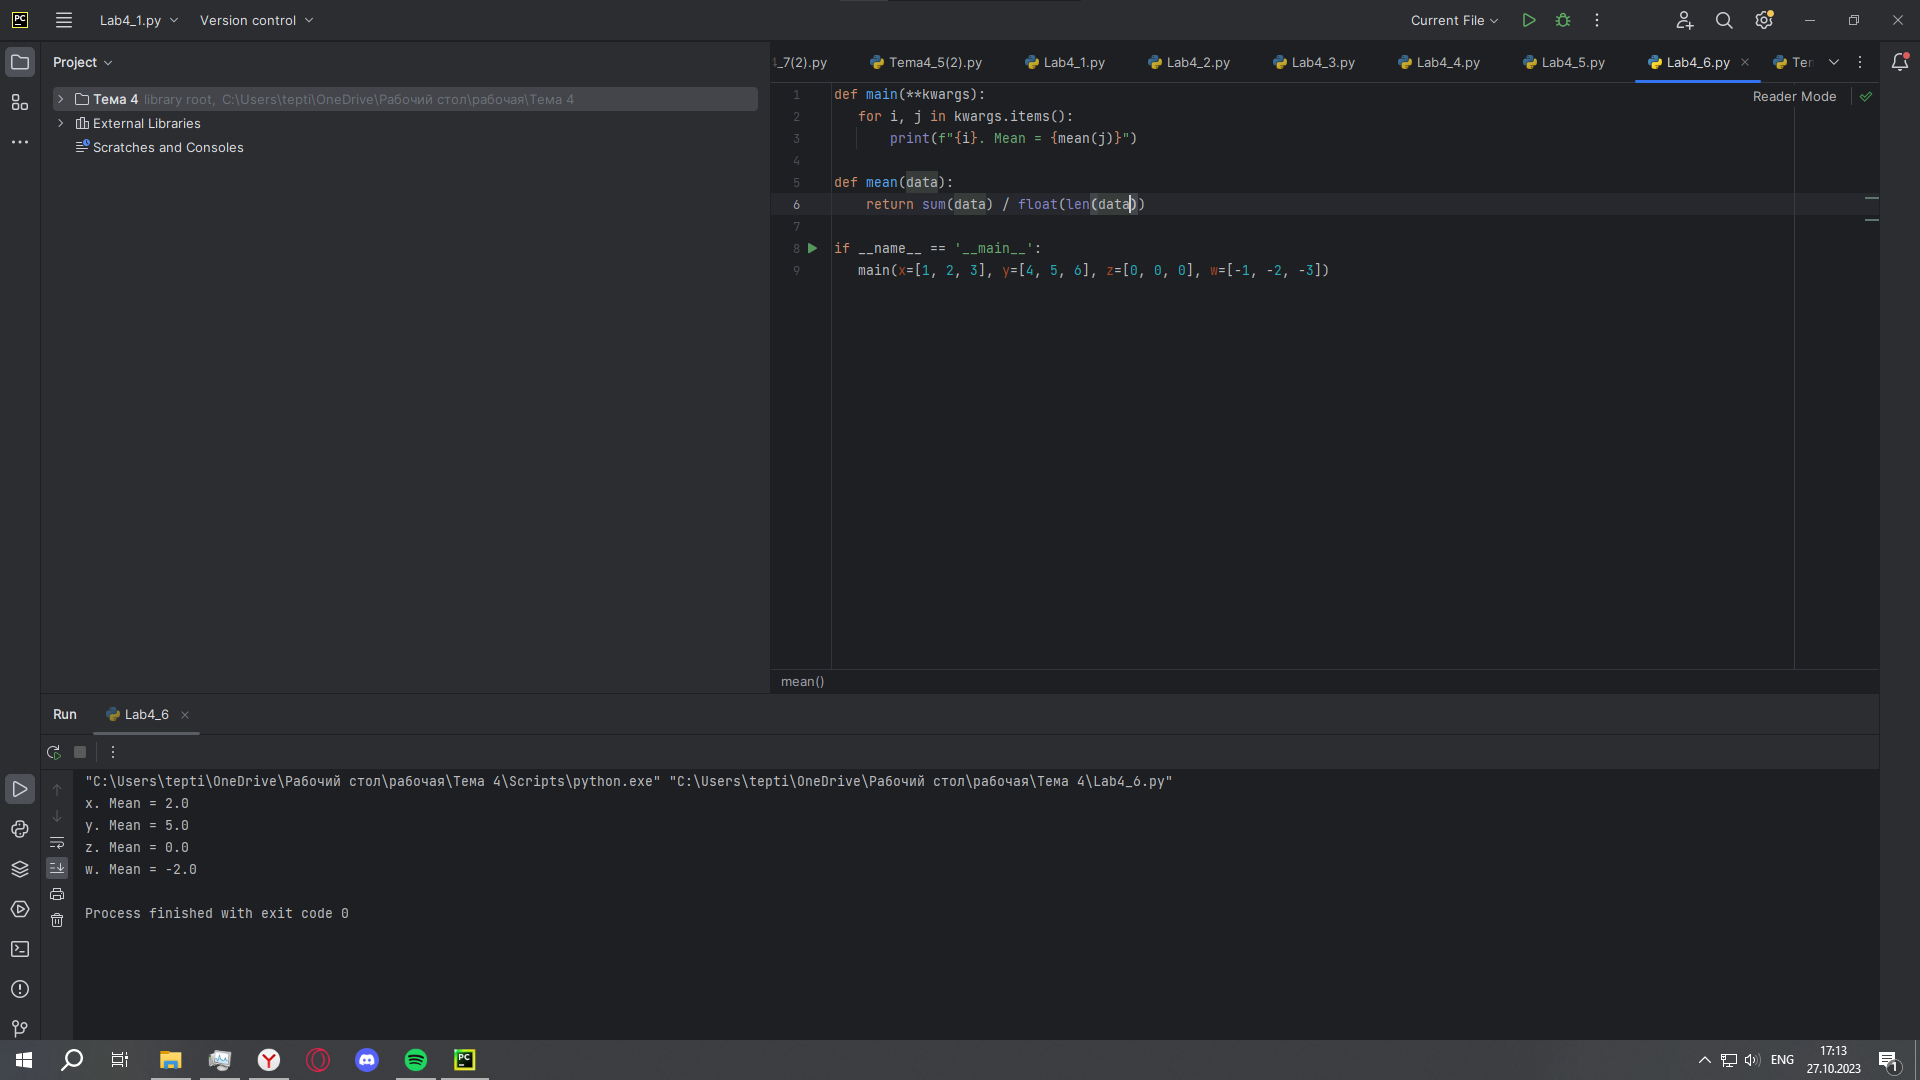 PC
Lab4_1.py
Version control
Current File
Project
Тема 4 library root, C:\Users\tepti\OneDrive\Рабочий стол\рабочая\Тема 4
External Libraries
Scratches and Consoles
_7(2).py
Tema4_5(2).py
Lab4_1.py
Lab4_2.py
Lab4_3.py
Lab4_4.py
Lab4_5.py
Lab4_6.py
Reader Mode
1 def main(**kwargs):
2 for i, j in kwargs.items():
3 print(f"{i}. Mean = {mean(j)}")
4
5 def mean(data):
6 return sum(data) / float(len(data))
7
8 if __name__ == '__main__':
9 main(x=[1, 2, 3], y=[4, 5, 6], z=[0, 0, 0], w=[-1, -2, -3])
mean()
Run
Lab4_6
"C:\Users\tepti\OneDrive\Рабочий стол\рабочая\Тема 4\Scripts\python.exe" "C:\Users\tepti\OneDrive\Рабочий стол\рабочая\Тема 4\Lab4_6.py"
x. Mean = 2.0
y. Mean = 5.0
z. Mean = 0.0
w. Mean = -2.0
Process finished with exit code 0
PC
ENG
17:13
27.10.2023
1